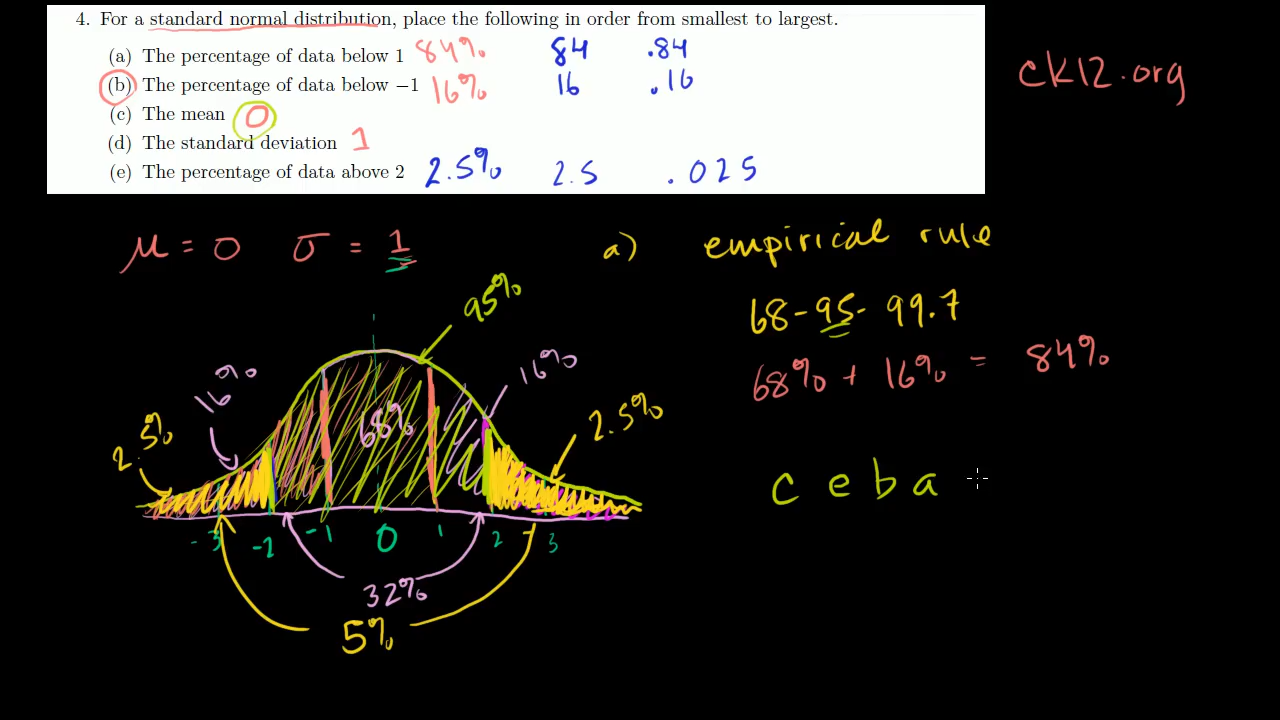 4. For a standard normal distribution, place the following in order from smallest to largest.
(a) The percentage of data below 1 84% 84 .84
(b) The percentage of data below −1 16% 16 .16
(c) The mean 0
(d) The standard deviation 1
(e) The percentage of data above 2 2.5% 2.5 .025
ck12.org
μ = 0 σ = 1
a) empirical rule
68-95-99.7
68% + 16% = 84%
95%
16%
16%
68%
2.5%
2.5%
c e b a
-3 -2 -1 0 1 2 3
32%
5%